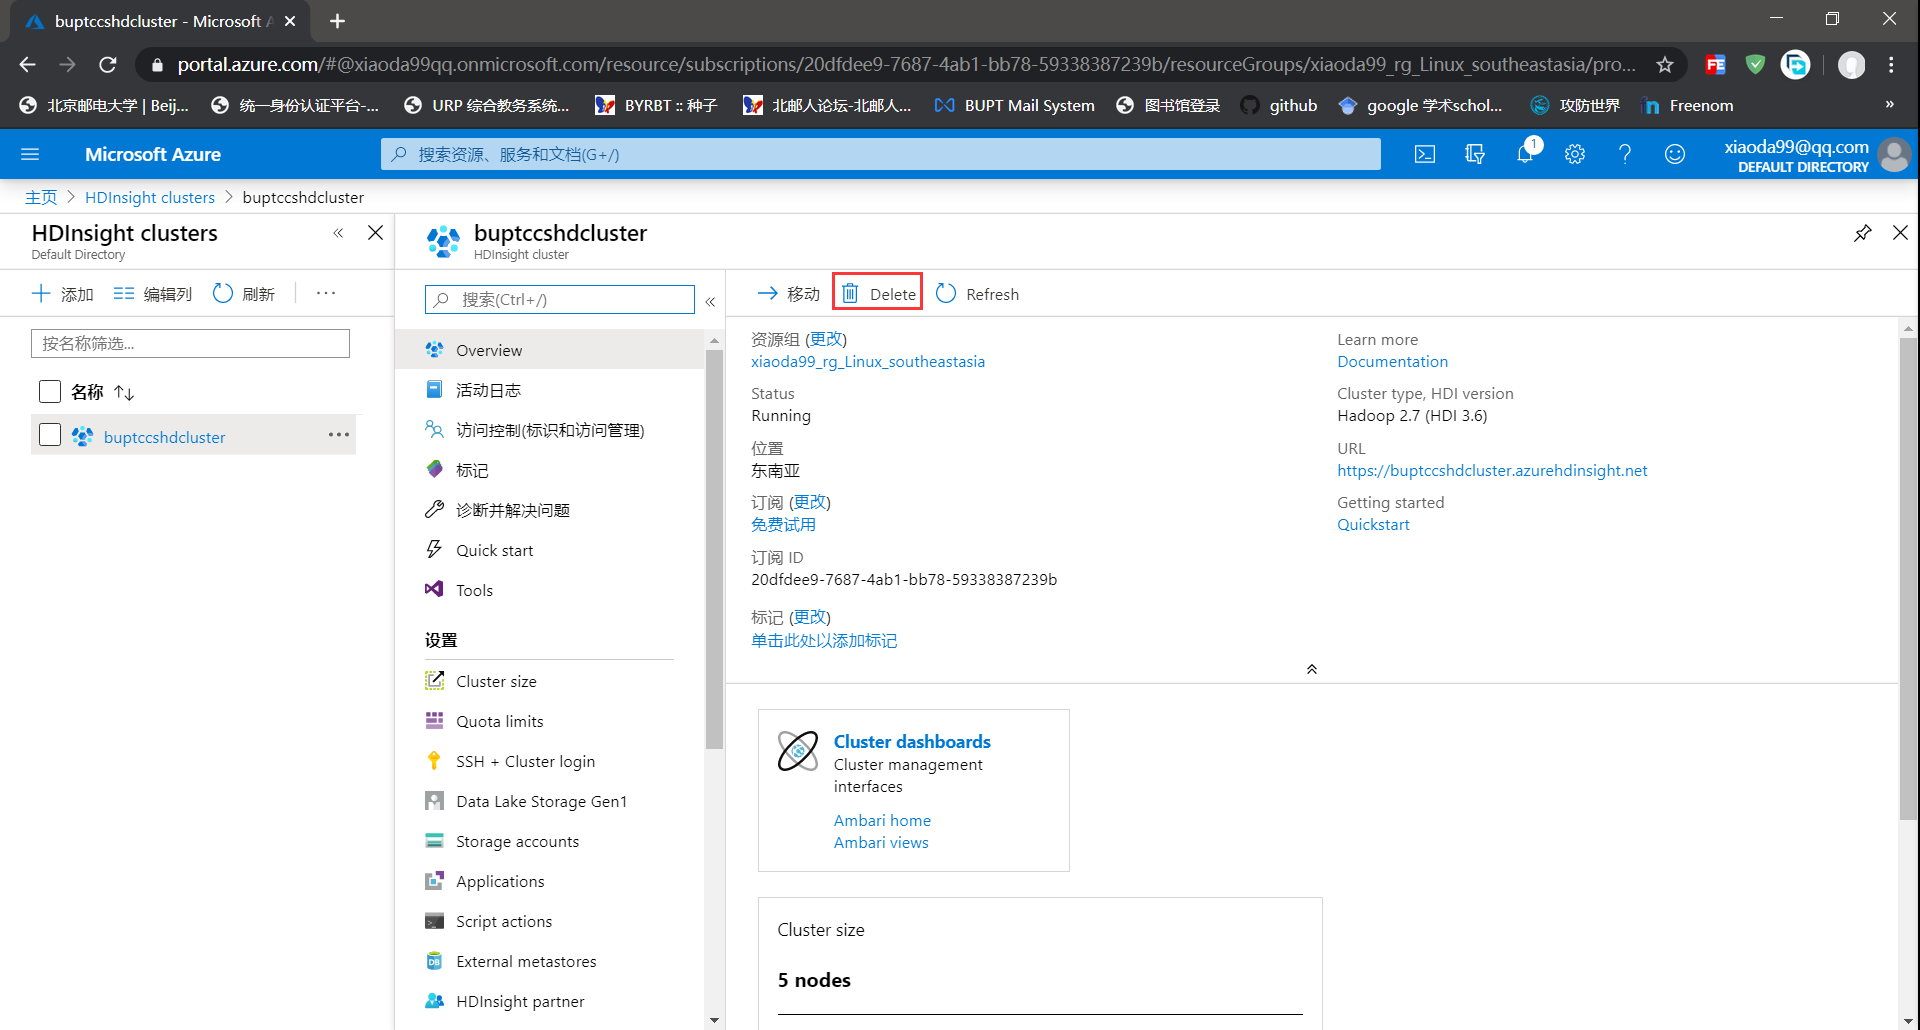 buptccshdcluster - Microsoft A
portal.azure.com/#@xiaoda99qq.onmicrosoft.com/resource/subscriptions/20dfdee9-7687-4ab1-bb78-59338387239b/resourceGroups/xiaoda99_rg_Linux_southeastasia/pro...
北京邮电大学 | Beij...
统一身份认证平台-...
URP 综合教务系统...
BYRBT :: 种子
北邮人论坛-北邮人...
BUPT Mail System
图书馆登录
github
google 学术schol...
攻防世界
Freenom
»
Microsoft Azure
搜索资源、服务和文档(G+/)
1
xiaoda99@qq.com
DEFAULT DIRECTORY
主页 > HDInsight clusters > buptccshdcluster
HDInsight clusters
Default Directory
添加
编辑列
刷新
按名称筛选...
名称
buptccshdcluster
buptccshdcluster
HDInsight cluster
搜索(Ctrl+/)
Overview
活动日志
访问控制(标识和访问管理)
标记
诊断并解决问题
Quick start
Tools
设置
Cluster size
Quota limits
SSH + Cluster login
Data Lake Storage Gen1
Storage accounts
Applications
Script actions
External metastores
HDInsight partner
移动
Delete
Refresh
资源组 (更改)
xiaoda99_rg_Linux_southeastasia
Status
Running
位置
东南亚
订阅 (更改)
免费试用
订阅 ID
20dfdee9-7687-4ab1-bb78-59338387239b
标记 (更改)
单击此处以添加标记
Learn more
Documentation
Cluster type, HDI version
Hadoop 2.7 (HDI 3.6)
URL
https://buptccshdcluster.azurehdinsight.net
Getting started
Quickstart
Cluster dashboards
Cluster management
interfaces
Ambari home
Ambari views
Cluster size
5 nodes